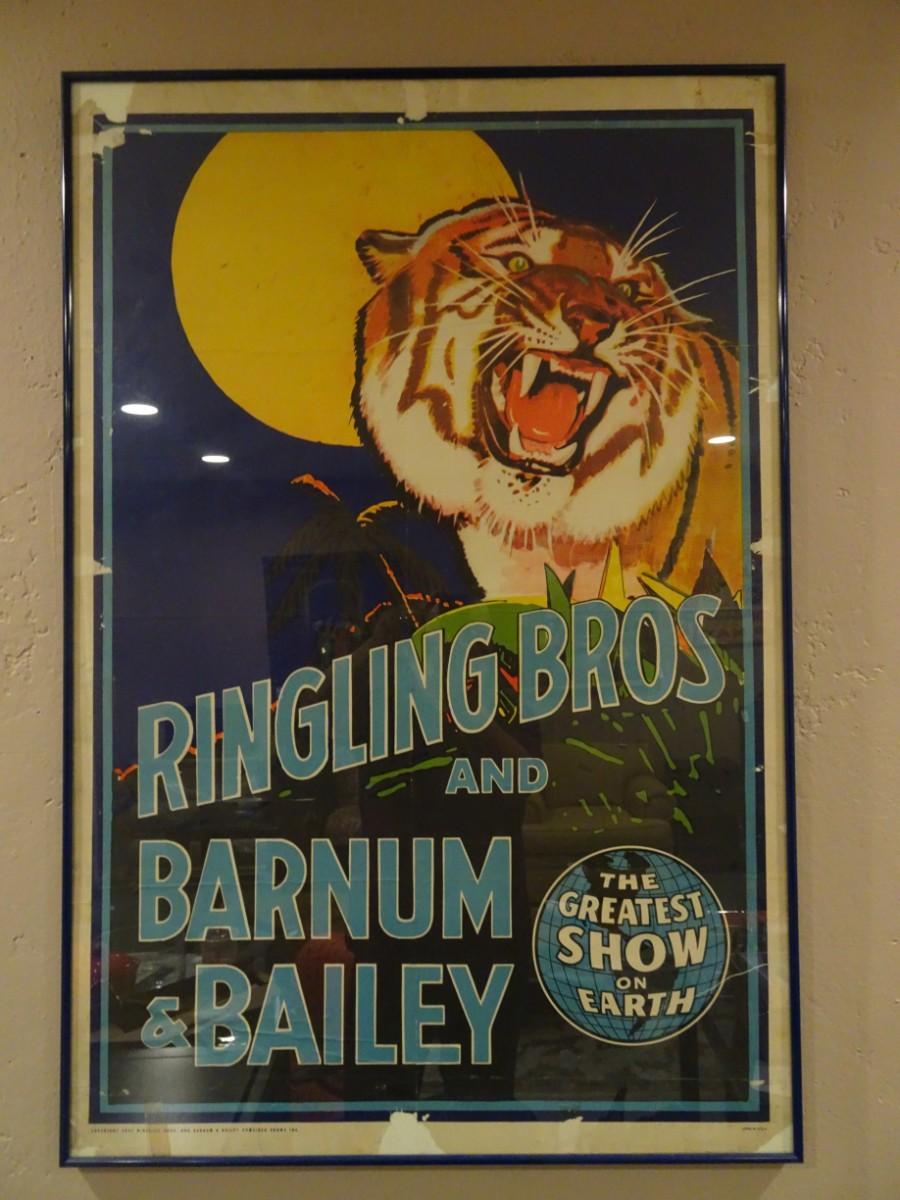 RINGLING BROS
AND
BARNUM
& BAILEY
THE
GREATEST
SHOW
ON
EARTH